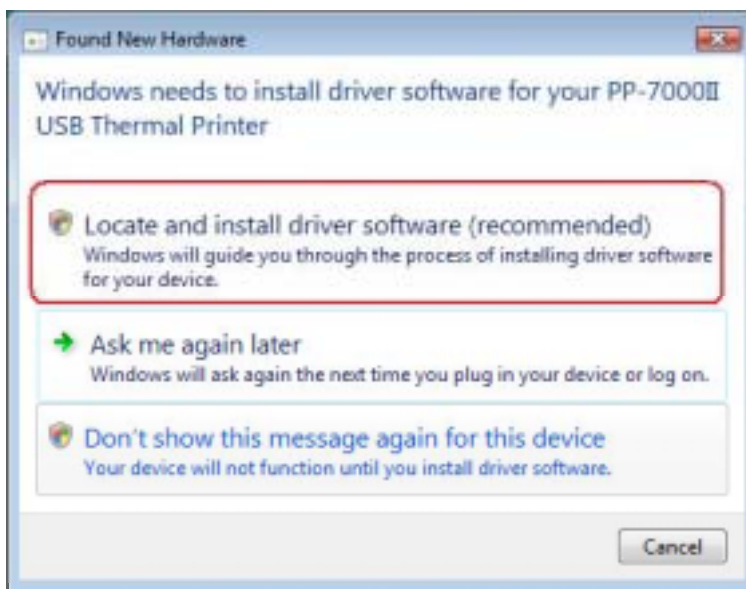 Found New Hardware
Windows needs to install driver software for your PP-7000II
USB Thermal Printer
Locate and install driver software (recommended)
Windows will guide you through the process of installing driver software
for your device.
Ask me again later
Windows will ask again the next time you plug in your device or log on.
Don't show this message again for this device
Your device will not function until you install driver software.
Cancel